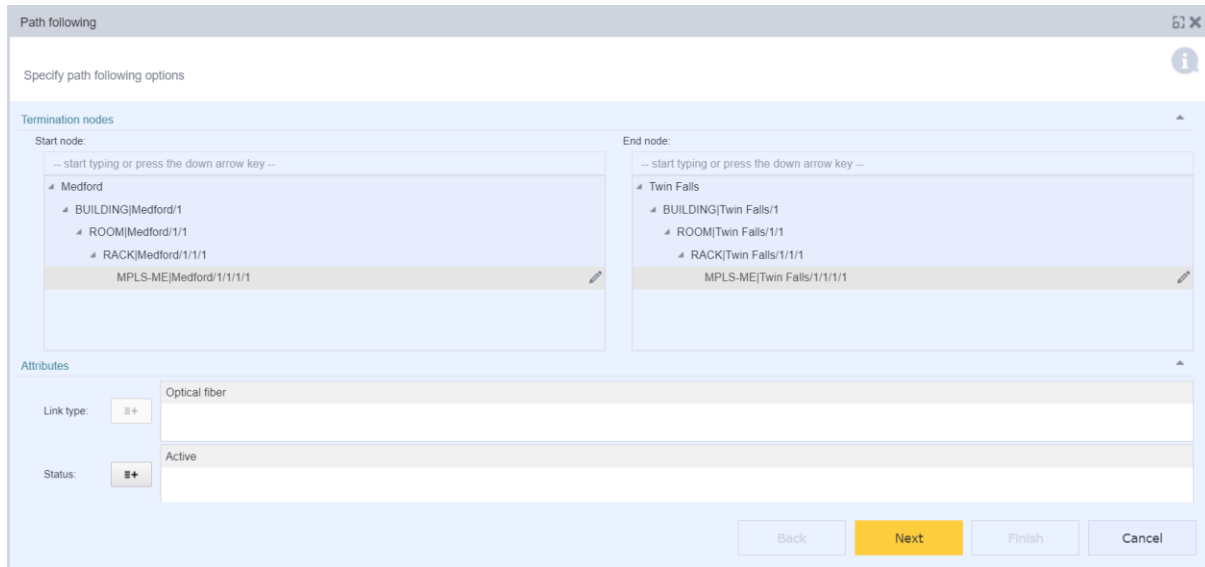 Path following
Specify path following options
Termination nodes
Start node:
-- start typing or press the down arrow key --
Medford
BUILDING|Medford/1
ROOM|Medford/1/1
RACK|Medford/1/1/1
MPLS-ME|Medford/1/1/1/1
End node:
-- start typing or press the down arrow key --
Twin Falls
BUILDING|Twin Falls/1
ROOM|Twin Falls/1/1
RACK|Twin Falls/1/1/1
MPLS-ME|Twin Falls/1/1/1/1
Attributes
Link type:
Optical fiber
Status:
Active
Back
Next
Finish
Cancel